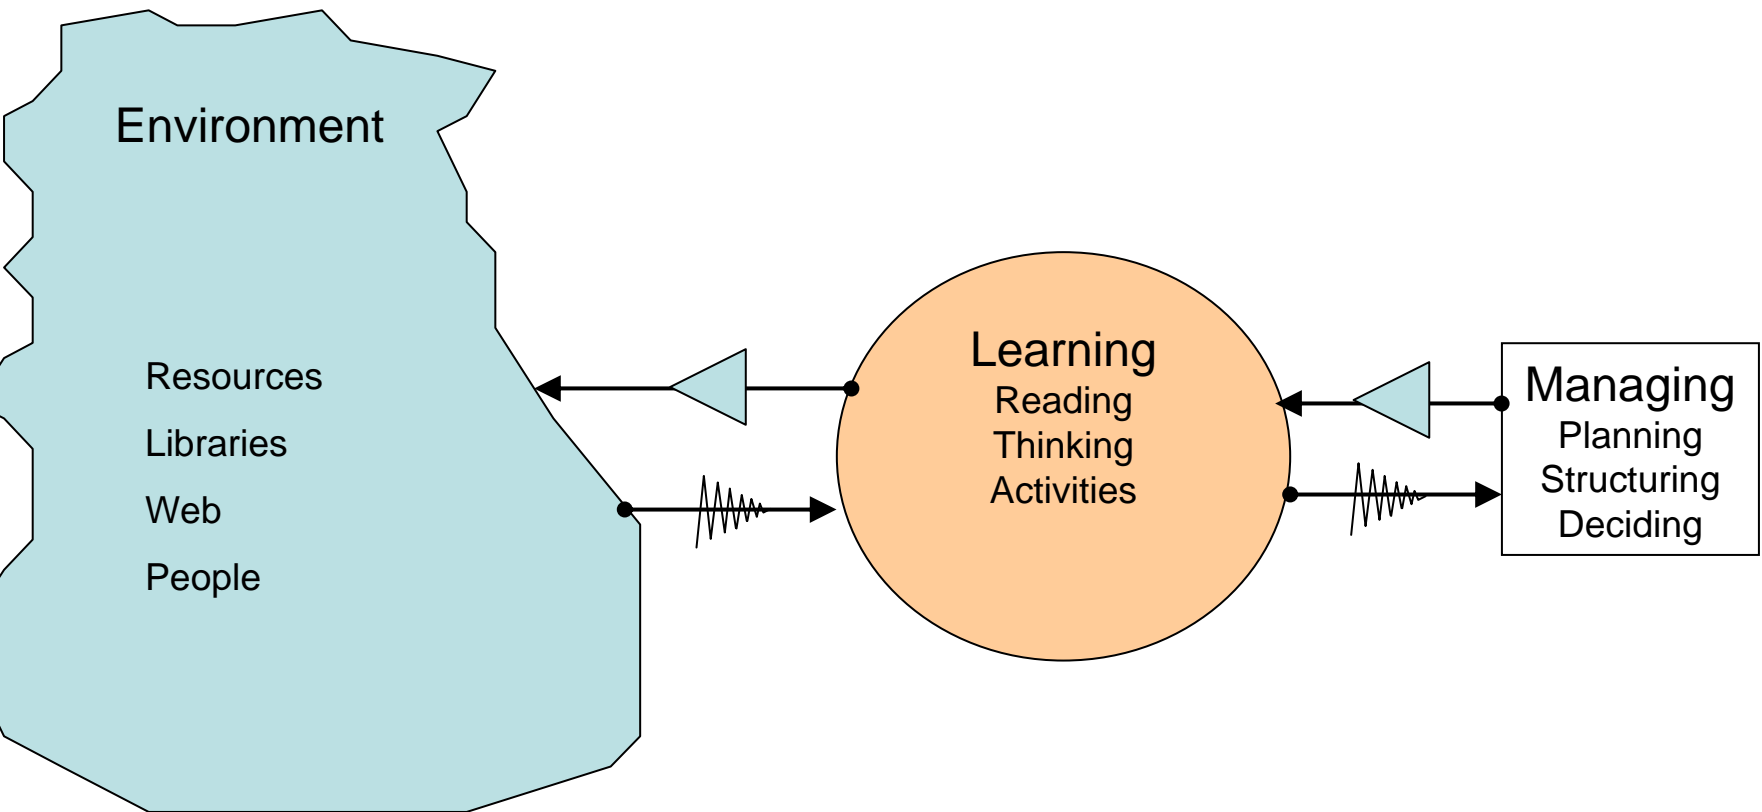 Environment
Resources
Libraries
Web
People
Learning
Reading
Thinking
Activities
Managing
Planning
Structuring
Deciding